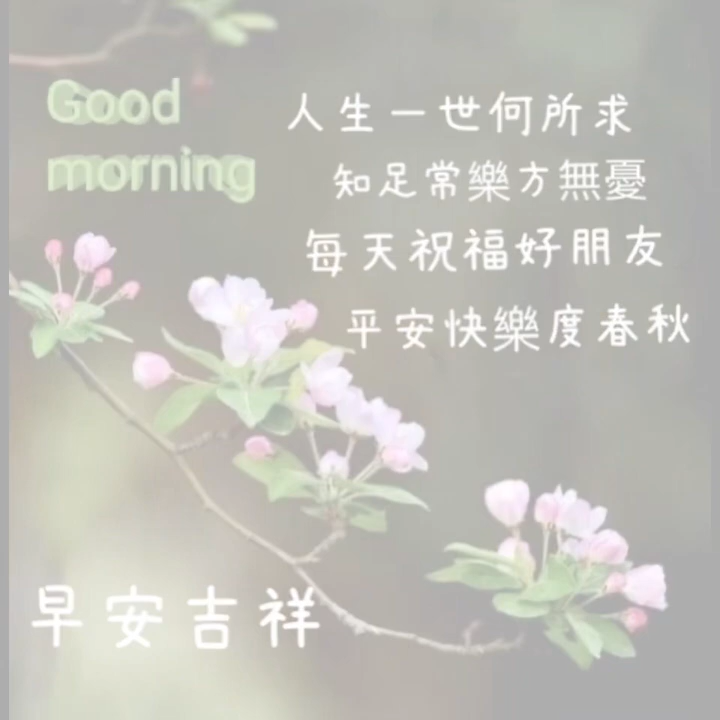 Good
morning
人生一世何所求
知足常樂方無憂
每天祝福好朋友
平安快樂度春秋
早安吉祥